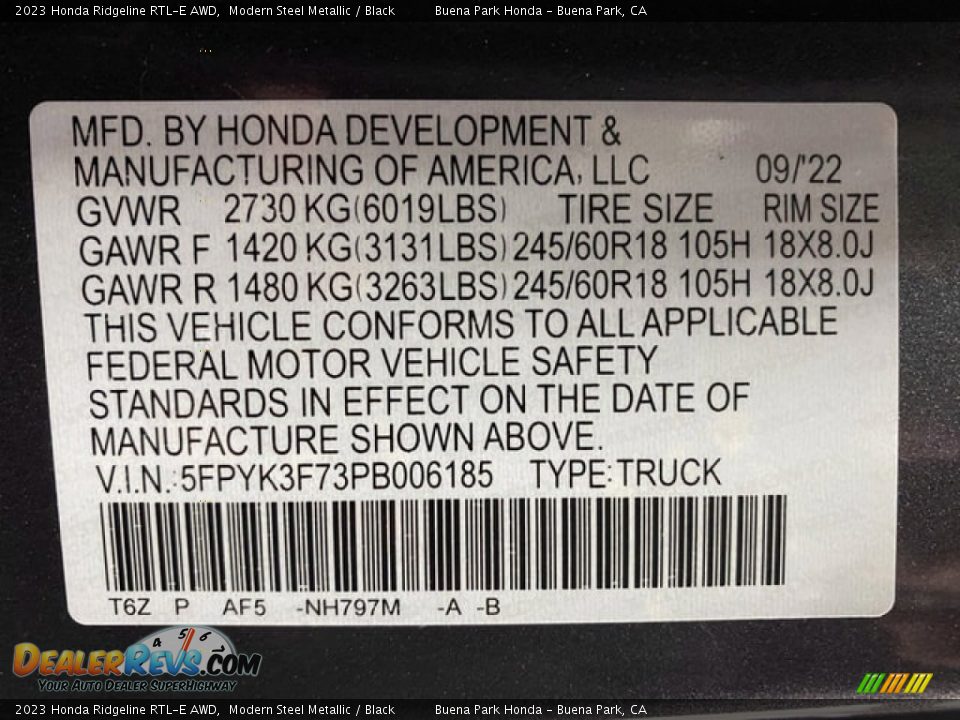 2023 Honda Ridgeline RTL-E AWD, Modern Steel Metallic / Black Buena Park Honda - Buena Park, CA
MFD. BY HONDA DEVELOPMENT &
MANUFACTURING OF AMERICA, LLC 09/'22
GVWR 2730 KG(6019LBS) TIRE SIZE RIM SIZE
GAWR F 1420 KG(3131LBS) 245/60R18 105H 18X8.0J
GAWR R 1480 KG(3263LBS) 245/60R18 105H 18X8.0J
THIS VEHICLE CONFORMS TO ALL APPLICABLE
FEDERAL MOTOR VEHICLE SAFETY
STANDARDS IN EFFECT ON THE DATE OF
MANUFACTURE SHOWN ABOVE.
V.I.N.:5FPYK3F73PB006185 TYPE:TRUCK
T6Z P AF5 -NH797M -A -B
4 5 6 7
DEALERREVS.COM
YOUR AUTO DEALER SUPERHIGHWAY
2023 Honda Ridgeline RTL-E AWD, Modern Steel Metallic / Black Buena Park Honda - Buena Park, CA